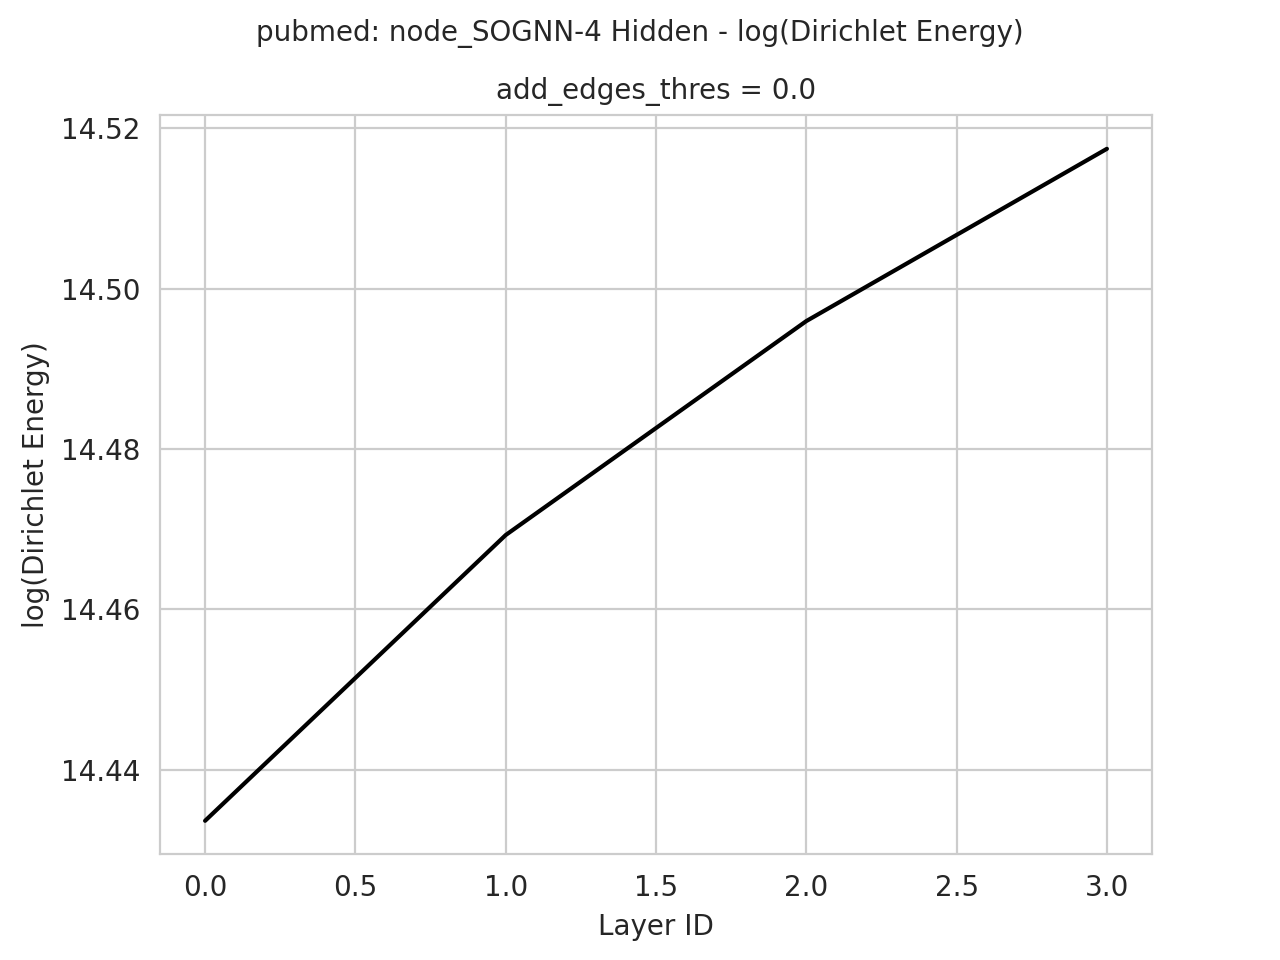 pubmed: node_SOGNN-4 Hidden - log(Dirichlet Energy)
add_edges_thres = 0.0
14.52
14.50
14.48
14.46
14.44
log(Dirichlet Energy)
0.0 0.5 1.0 1.5 2.0 2.5 3.0
Layer ID